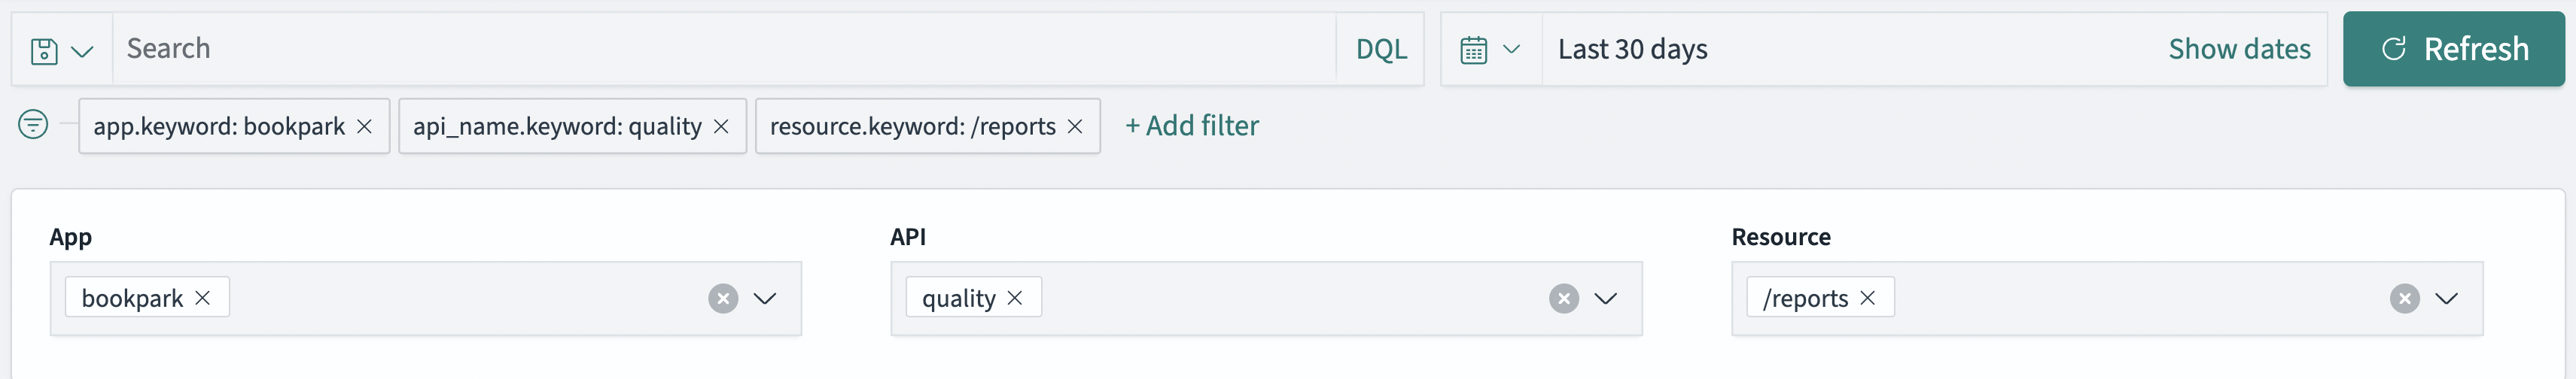 Search DQL Last 30 days Show dates Refresh
app.keyword: bookpark api_name.keyword: quality resource.keyword: /reports + Add filter
App API Resource
bookpark quality /reports